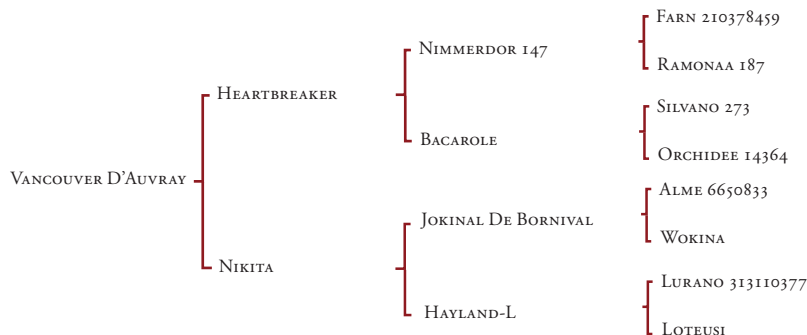 Farn 210378459
Nimmerdor 147
Ramonaa 187
Heartbreaker
Silvano 273
Bacarole
Orchidee 14364
Vancouver D'Auvray
Alme 6650833
Jokinal De Bornival
Wokina
Nikita
Lurano 313110377
Hayland-L
Loteusi